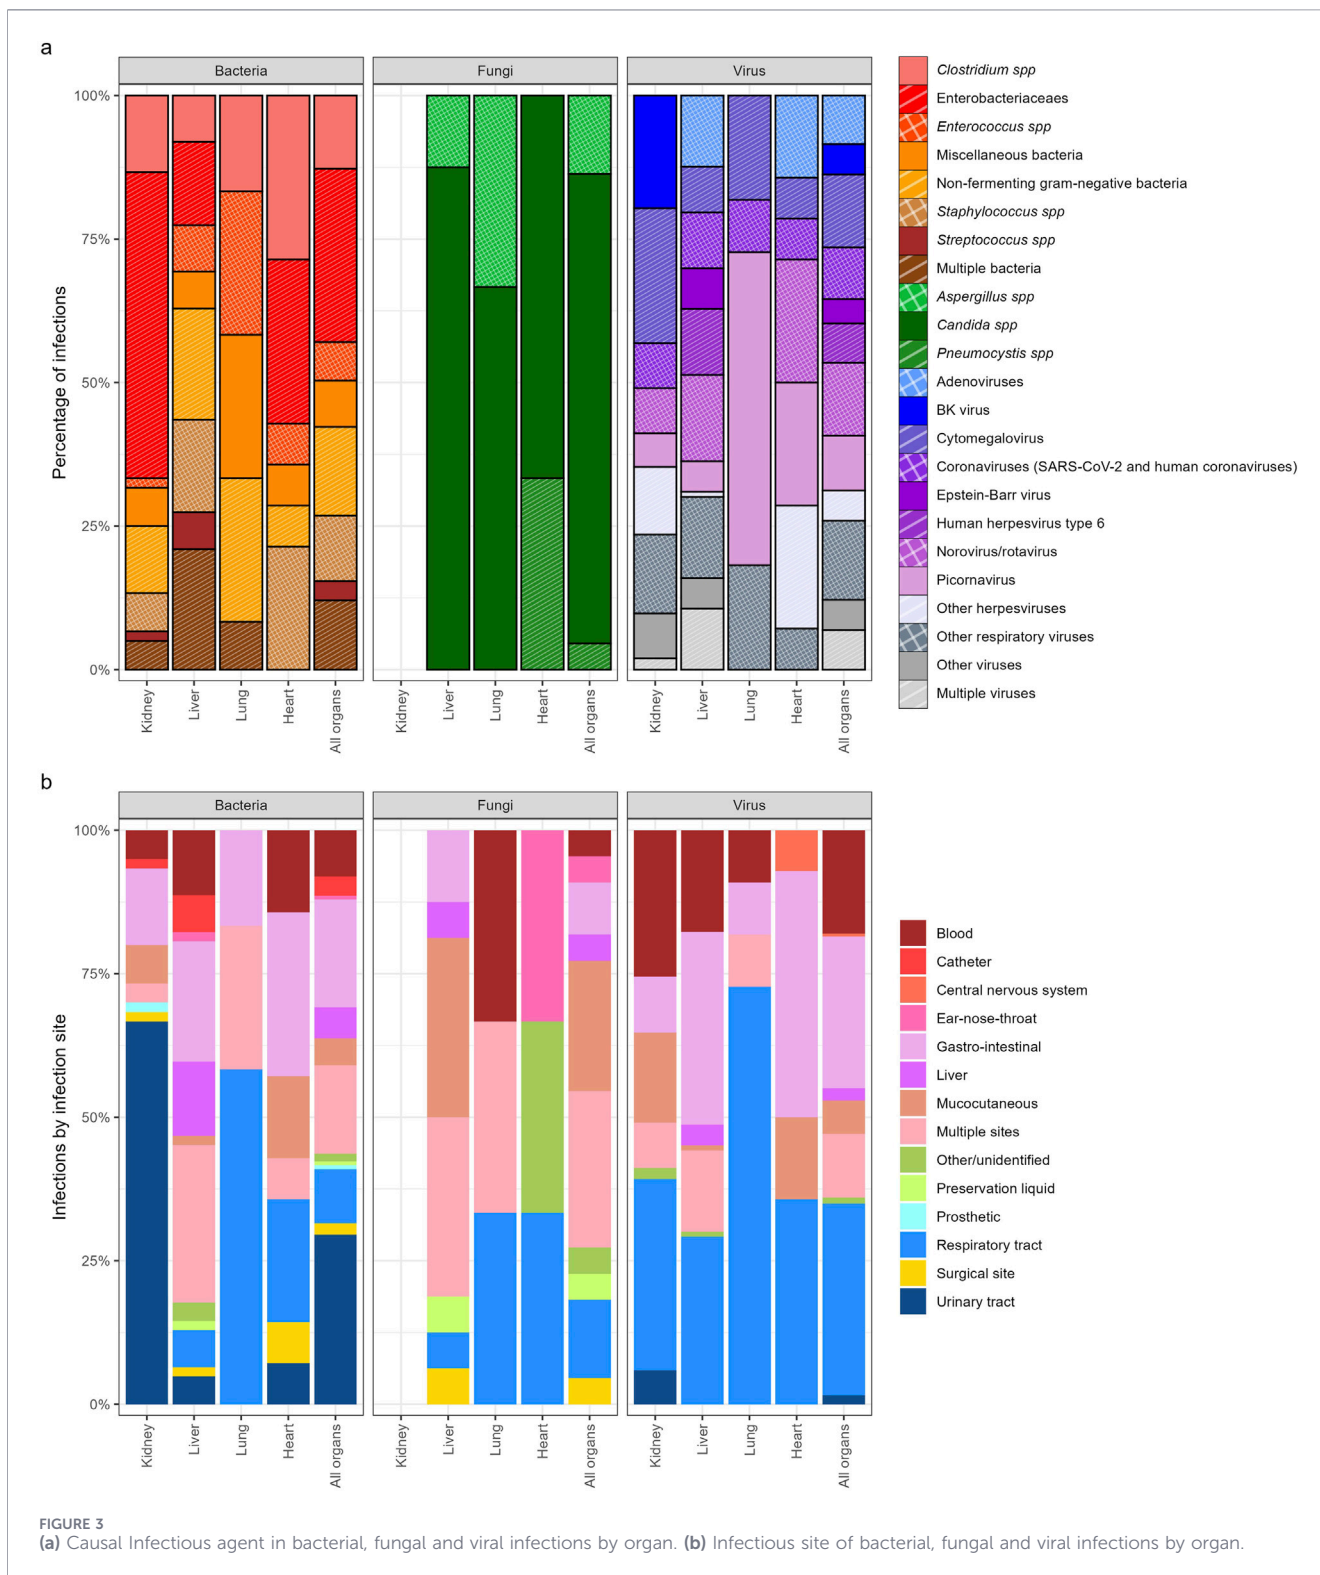 a
Bacteria
Fungi
Virus
Percentage of infections
100%
75%
50%
25%
0%
Kidney
Liver
Lung
Heart
All organs
Kidney
Liver
Lung
Heart
All organs
Kidney
Liver
Lung
Heart
All organs
Clostridium spp
Enterobacteriaceaes
Enterococcus spp
Miscellaneous bacteria
Non-fermenting gram-negative bacteria
Staphylococcus spp
Streptococcus spp
Multiple bacteria
Aspergillus spp
Candida spp
Pneumocystis spp
Adenoviruses
BK virus
Cytomegalovirus
Coronaviruses (SARS-CoV-2 and human coronaviruses)
Epstein-Barr virus
Human herpesvirus type 6
Norovirus/rotavirus
Picornavirus
Other herpesviruses
Other respiratory viruses
Other viruses
Multiple viruses
b
Bacteria
Fungi
Virus
Infections by infection site
100%
75%
50%
25%
0%
Kidney
Liver
Lung
Heart
All organs
Kidney
Liver
Lung
Heart
All organs
Kidney
Liver
Lung
Heart
All organs
Blood
Catheter
Central nervous system
Ear-nose-throat
Gastro-intestinal
Liver
Mucocutaneous
Multiple sites
Other/unidentified
Preservation liquid
Prosthetic
Respiratory tract
Surgical site
Urinary tract
FIGURE 3
(a) Causal Infectious agent in bacterial, fungal and viral infections by organ. (b) Infectious site of bacterial, fungal and viral infections by organ.